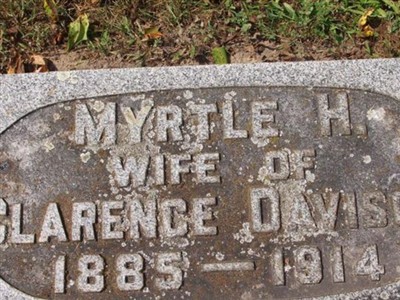 MYRTLE H.
WIFE OF
CLARENCE DAVIS
1885 – 1914